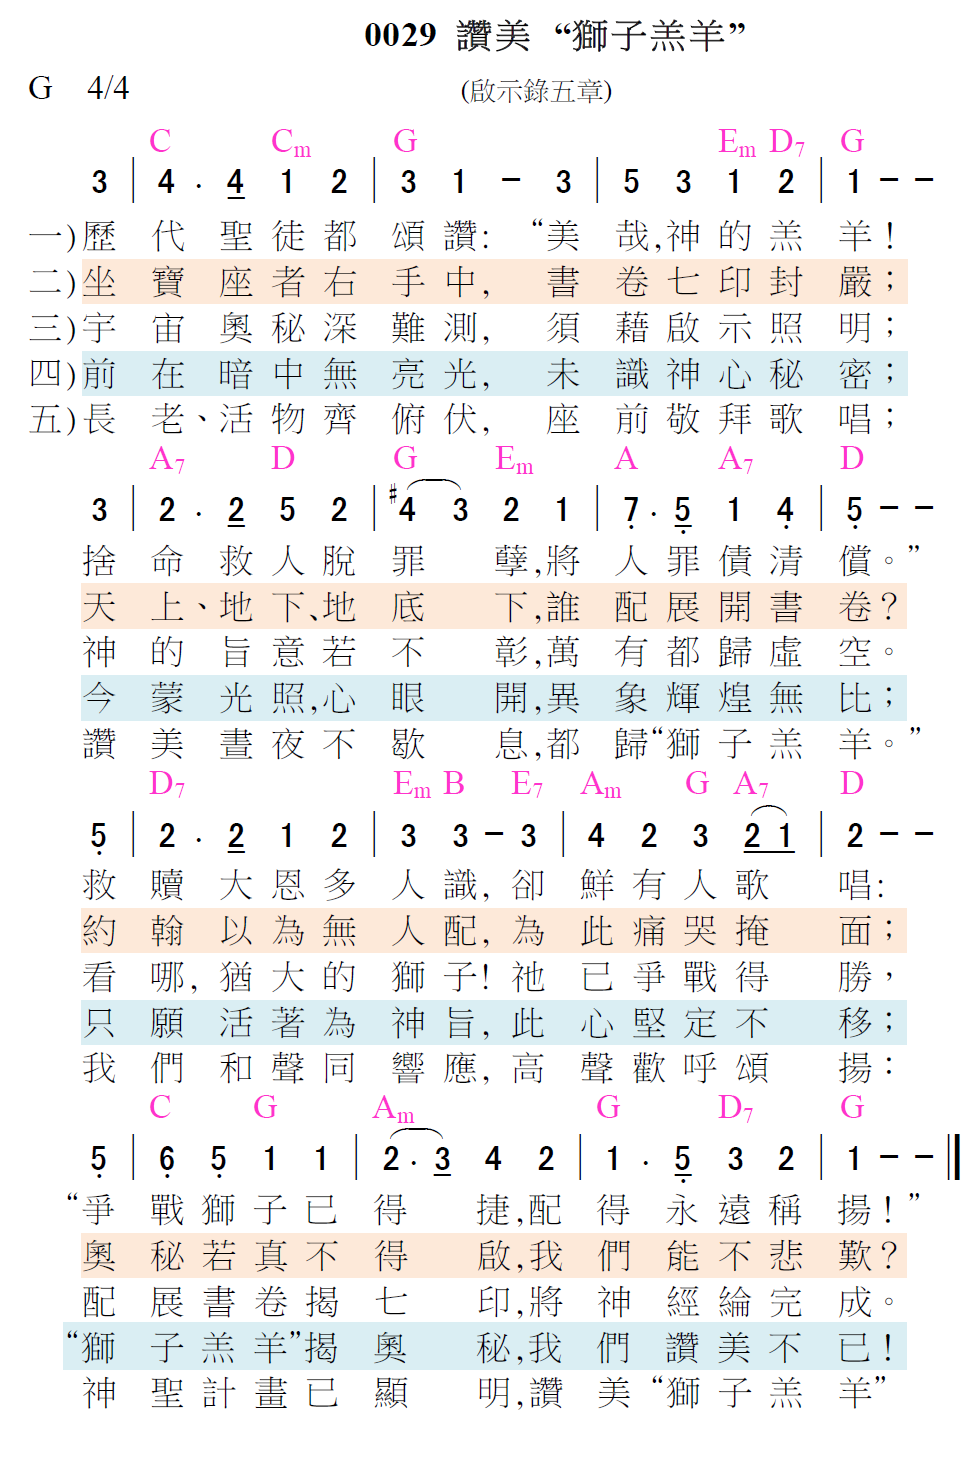 0029 讚美 “獅子羔羊”
G 4/4 (啟示錄五章)
C Cm G Em D7 G
3 | 4 . 4 1 2 | 3 1 - 3 | 5 3 1 2 | 1 - -
一)歷 代 聖 徒 都 頌 讚: “美 哉,神 的 羔 羊!
二)坐 寶 座 者 右 手 中, 書 卷 七 印 封 嚴;
三)宇 宙 奧 秘 深 難 測, 須 藉 啟 示 照 明;
四)前 在 暗 中 無 亮 光, 未 識 神 心 秘 密;
五)長 老、活 物 齊 俯 伏, 座 前 敬 拜 歌 唱;
A7 D G Em A A7 D
3 | 2 . 2 5 2 | #4 3 2 1 | 7̣ . 5̣ 1 4̣ | 5̣ - -
捨 命 救 人 脫 罪 孽,將 人 罪 債 清 償。”
天 上、地 下、地 底 下,誰 配 展 開 書 卷?
神 的 旨 意 若 不 彰,萬 有 都 歸 虛 空。
今 蒙 光 照,心 眼 開,異 象 輝 煌 無 比;
讚 美 晝 夜 不 歇 息,都 歸“獅 子 羔 羊。”
D7 Em B E7 Am G A7 D
5̣ | 2 . 2 1 2 | 3 3 - 3 | 4 2 3 2 1 | 2 - -
救 贖 大 恩 多 人 識, 卻 鮮 有 人 歌 唱:
約 翰 以 為 無 人 配, 為 此 痛 哭 掩 面;
看 哪, 猶 大 的 獅 子! 祂 已 爭 戰 得 勝,
只 願 活 著 為 神 旨, 此 心 堅 定 不 移;
我 們 和 聲 同 響 應, 高 聲 歡 呼 頌 揚:
C G Am G D7 G
5̣ | 6̣ 5̣ 1 1 | 2 . 3 4 2 | 1 . 5̣ 3 2 | 1 - - ‖
“爭 戰 獅 子 已 得 捷,配 得 永 遠 稱 揚!”
奧 秘 若 真 不 得 啟,我 們 能 不 悲 歎?
配 展 書 卷 揭 七 印,將 神 經 綸 完 成。
“獅 子 羔 羊”揭 奧 秘,我 們 讚 美 不 已!
神 聖 計 畫 已 顯 明,讚 美 “獅 子 羔 羊”